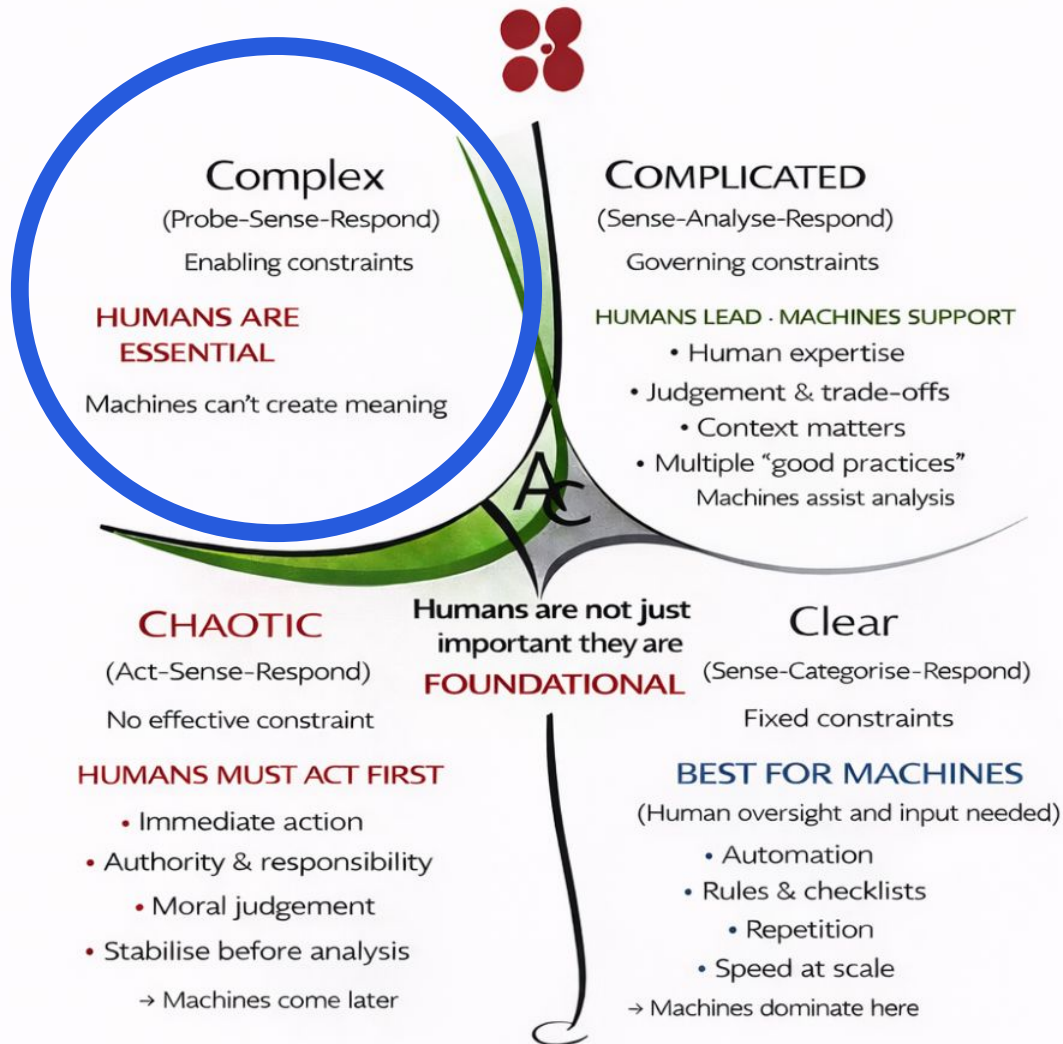 Complex
(Probe-Sense-Respond)
Enabling constraints
HUMANS ARE
ESSENTIAL
Machines can't create meaning
COMPLICATED
(Sense-Analyse-Respond)
Governing constraints
HUMANS LEAD · MACHINES SUPPORT
• Human expertise
• Judgement & trade-offs
• Context matters
• Multiple “good practices”
Machines assist analysis
A
C
CHAOTIC
(Act-Sense-Respond)
No effective constraint
HUMANS MUST ACT FIRST
• Immediate action
• Authority & responsibility
• Moral judgement
• Stabilise before analysis
→ Machines come later
Humans are not just
important they are
FOUNDATIONAL
Clear
(Sense-Categorise-Respond)
Fixed constraints
BEST FOR MACHINES
(Human oversight and input needed)
• Automation
• Rules & checklists
• Repetition
• Speed at scale
→ Machines dominate here